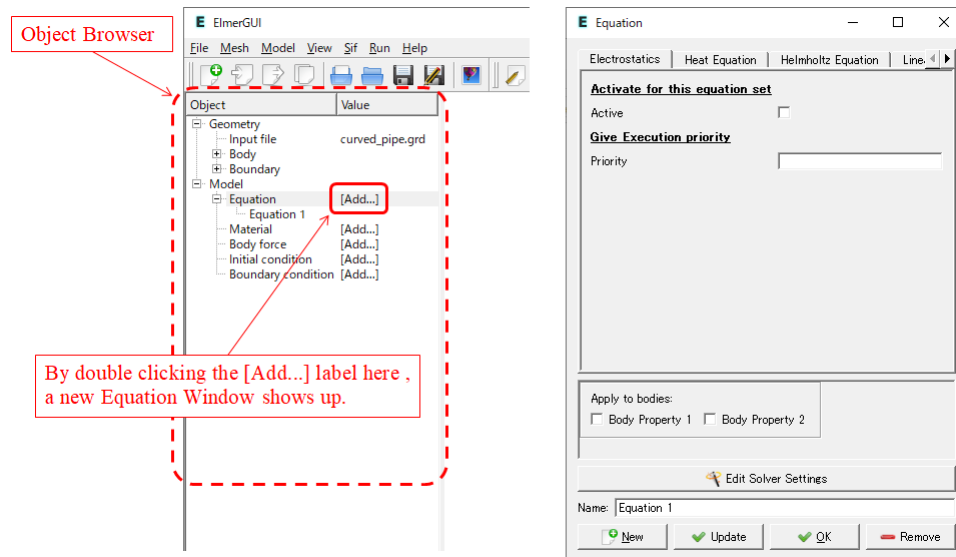 Object Browser
ElmerGUI
File Mesh Model View Sif Run Help
Object Value
Geometry
Input file curved_pipe.grd
Body
Boundary
Model
Equation [Add...]
Equation 1
Material [Add...]
Body force [Add...]
Initial condition [Add...]
Boundary condition [Add...]
By double clicking the [Add...] label here ,
a new Equation Window shows up.
Equation
Electrostatics Heat Equation Helmholtz Equation Line
Activate for this equation set
Active
Give Execution priority
Priority
Apply to bodies:
Body Property 1 Body Property 2
Edit Solver Settings
Name: Equation 1
New Update OK Remove